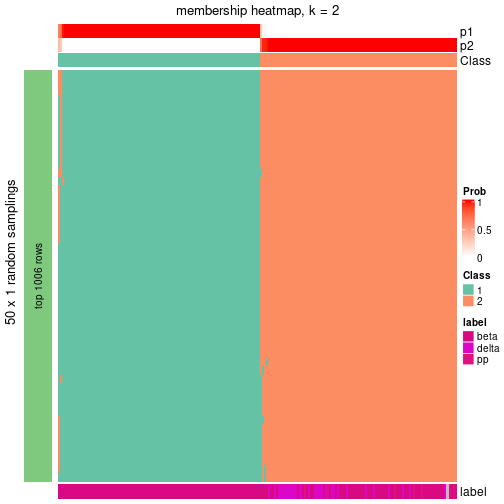 membership heatmap, k = 2
p1
p2
Class
50 x 1 random samplings
top 1006 rows
Prob
1
0.5
0
Class
1
2
label
beta
delta
pp
label